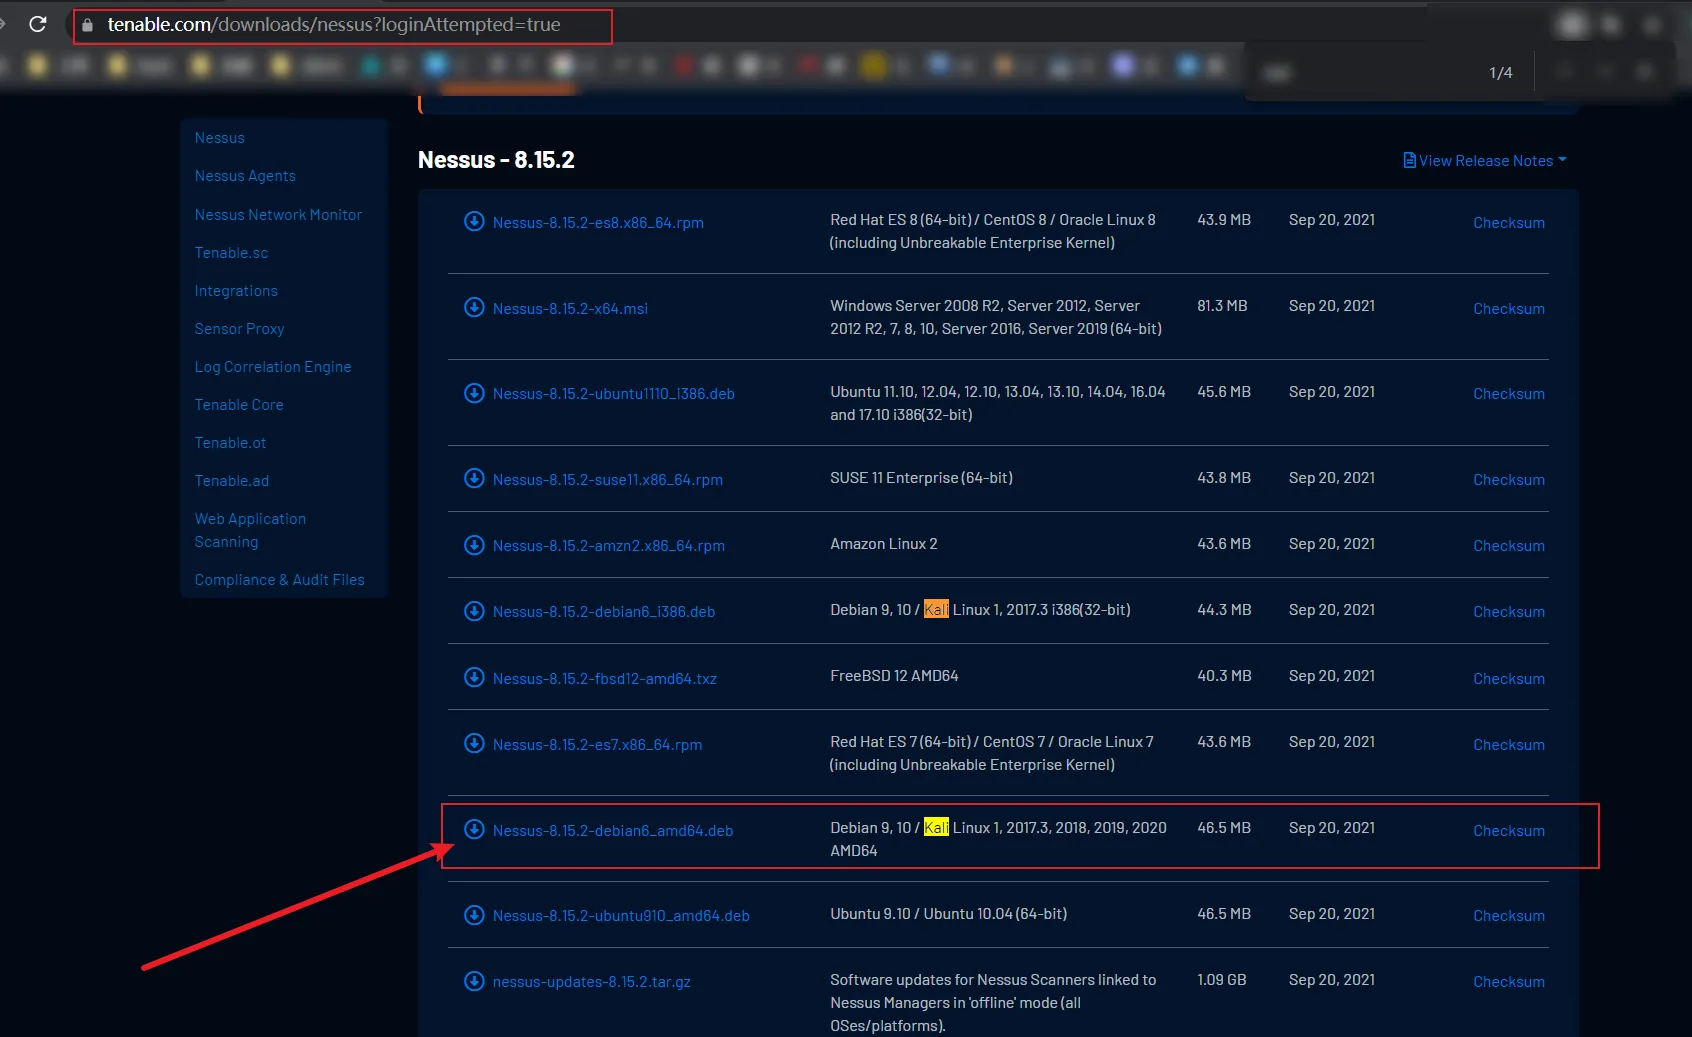 tenable.com/downloads/nessus?loginAttempted=true
1/4
Nessus
Nessus Agents
Nessus Network Monitor
Tenable.sc
Integrations
Sensor Proxy
Log Correlation Engine
Tenable Core
Tenable.ot
Tenable.ad
Web Application
Scanning
Compliance & Audit Files
Nessus - 8.15.2
View Release Notes
Nessus-8.15.2-es8.x86_64.rpm
Red Hat ES 8 (64-bit) / CentOS 8 / Oracle Linux 8
(including Unbreakable Enterprise Kernel)
43.9 MB
Sep 20, 2021
Checksum
Nessus-8.15.2-x64.msi
Windows Server 2008 R2, Server 2012, Server
2012 R2, 7, 8, 10, Server 2016, Server 2019 (64-bit)
81.3 MB
Sep 20, 2021
Checksum
Nessus-8.15.2-ubuntu1110_i386.deb
Ubuntu 11.10, 12.04, 12.10, 13.04, 13.10, 14.04, 16.04
and 17.10 i386(32-bit)
45.6 MB
Sep 20, 2021
Checksum
Nessus-8.15.2-suse11.x86_64.rpm
SUSE 11 Enterprise (64-bit)
43.8 MB
Sep 20, 2021
Checksum
Nessus-8.15.2-amzn2.x86_64.rpm
Amazon Linux 2
43.6 MB
Sep 20, 2021
Checksum
Nessus-8.15.2-debian6_i386.deb
Debian 9, 10 / Kali Linux 1, 2017.3 i386(32-bit)
44.3 MB
Sep 20, 2021
Checksum
Nessus-8.15.2-fbsd12-amd64.txz
FreeBSD 12 AMD64
40.3 MB
Sep 20, 2021
Checksum
Nessus-8.15.2-es7.x86_64.rpm
Red Hat ES 7 (64-bit) / CentOS 7 / Oracle Linux 7
(including Unbreakable Enterprise Kernel)
43.6 MB
Sep 20, 2021
Checksum
Nessus-8.15.2-debian6_amd64.deb
Debian 9, 10 / Kali Linux 1, 2017.3, 2018, 2019, 2020
AMD64
46.5 MB
Sep 20, 2021
Checksum
Nessus-8.15.2-ubuntu910_amd64.deb
Ubuntu 9.10 / Ubuntu 10.04 (64-bit)
46.5 MB
Sep 20, 2021
Checksum
nessus-updates-8.15.2.tar.gz
Software updates for Nessus Scanners linked to
Nessus Managers in 'offline' mode (all
OSes/platforms).
1.09 GB
Sep 20, 2021
Checksum